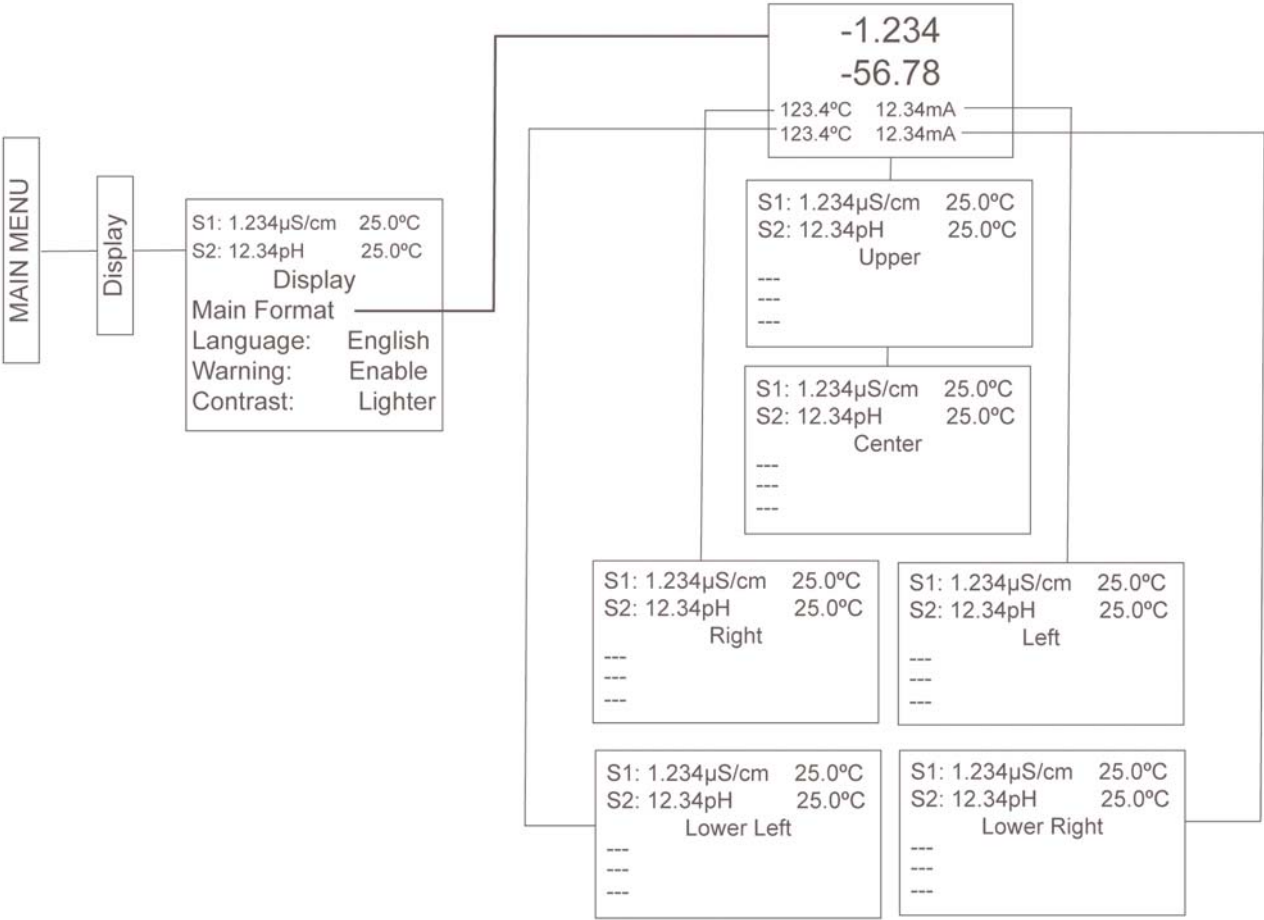 MAIN MENU
Display
S1: 1.234µS/cm 25.0ºC
S2: 12.34pH 25.0ºC
Display
Main Format
Language: English
Warning: Enable
Contrast: Lighter
-1.234
-56.78
123.4ºC 12.34mA
123.4ºC 12.34mA
S1: 1.234µS/cm 25.0ºC
S2: 12.34pH 25.0ºC
Upper
---
---
---
S1: 1.234µS/cm 25.0ºC
S2: 12.34pH 25.0ºC
Center
---
---
---
S1: 1.234µS/cm 25.0ºC
S2: 12.34pH 25.0ºC
Right
---
---
---
S1: 1.234µS/cm 25.0ºC
S2: 12.34pH 25.0ºC
Left
---
---
---
S1: 1.234µS/cm 25.0ºC
S2: 12.34pH 25.0ºC
Lower Left
---
---
---
S1: 1.234µS/cm 25.0ºC
S2: 12.34pH 25.0ºC
Lower Right
---
---
---